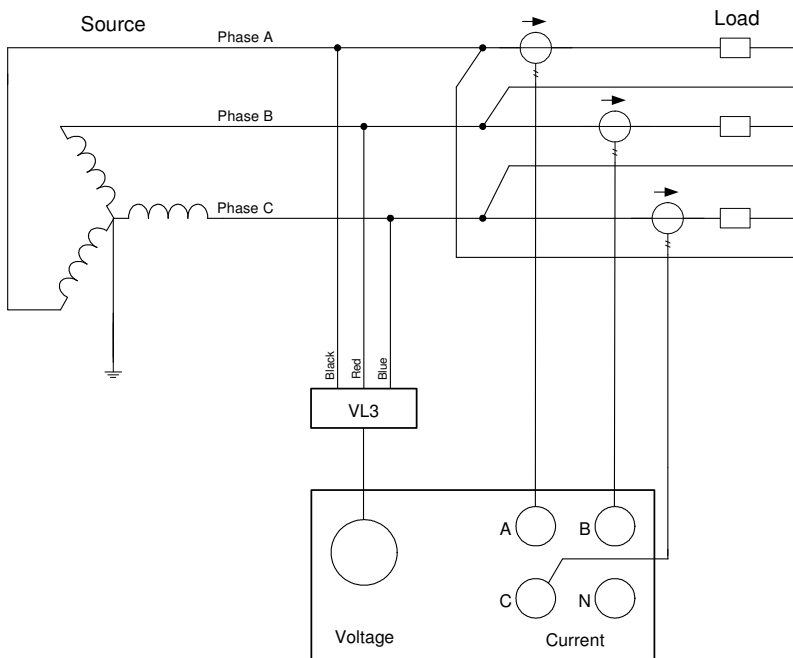 Source
Load
Phase A
Phase B
Phase C
Black
Red
Blue
VL3
A
B
C
N
Voltage
Current